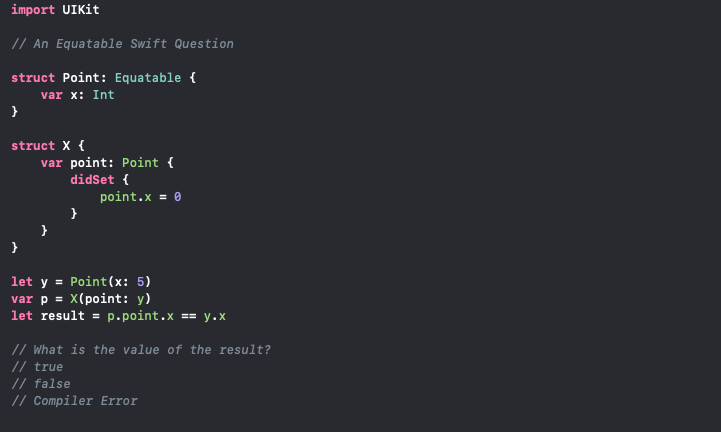 import UIKit
// An Equatable Swift Question
struct Point: Equatable {
    var x: Int
}
struct X {
    var point: Point {
        didSet {
            point.x = 0
        }
    }
}
let y = Point(x: 5)
var p = X(point: y)
let result = p.point.x == y.x
// What is the value of the result?
// true
// false
// Compiler Error